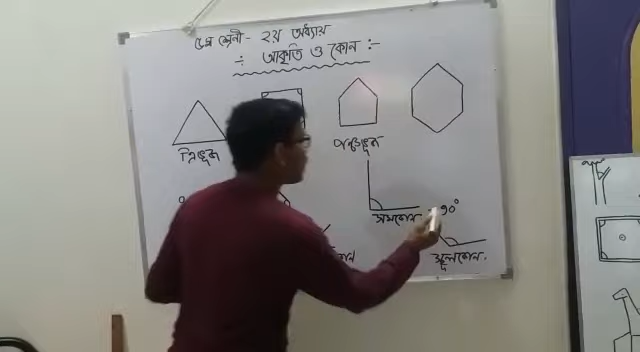 ৫ম শ্রেনী - ২য় অধ্যায়
÷ আকৃতি ও কোন :-
ত্রিভুজ
পঞ্চভুজ
সমকোন
৯০°
স্থূলকোন.